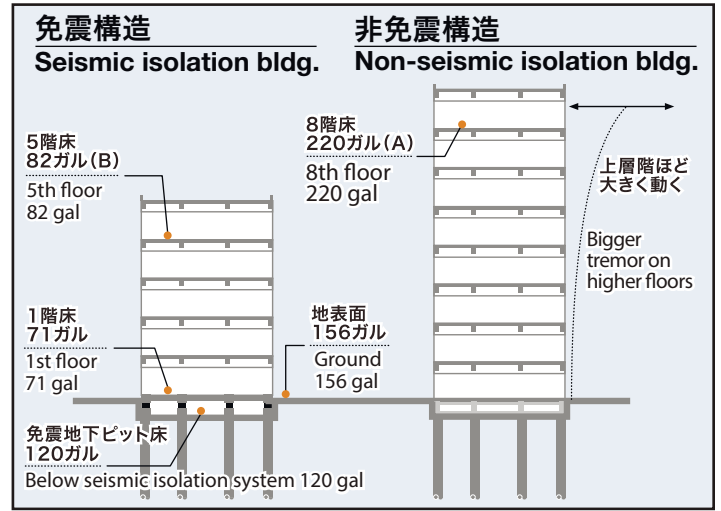 免震構造
Seismic isolation bldg.
非免震構造
Non-seismic isolation bldg.
5階床
82ガル（B）
5th floor
82 gal
1階床
71ガル
1st floor
71 gal
免震地下ピット床
120ガル
Below seismic isolation system 120 gal
地表面
156ガル
Ground
156 gal
8階床
220ガル（A）
8th floor
220 gal
上層階ほど
大きく動く
Bigger
tremor on
higher floors